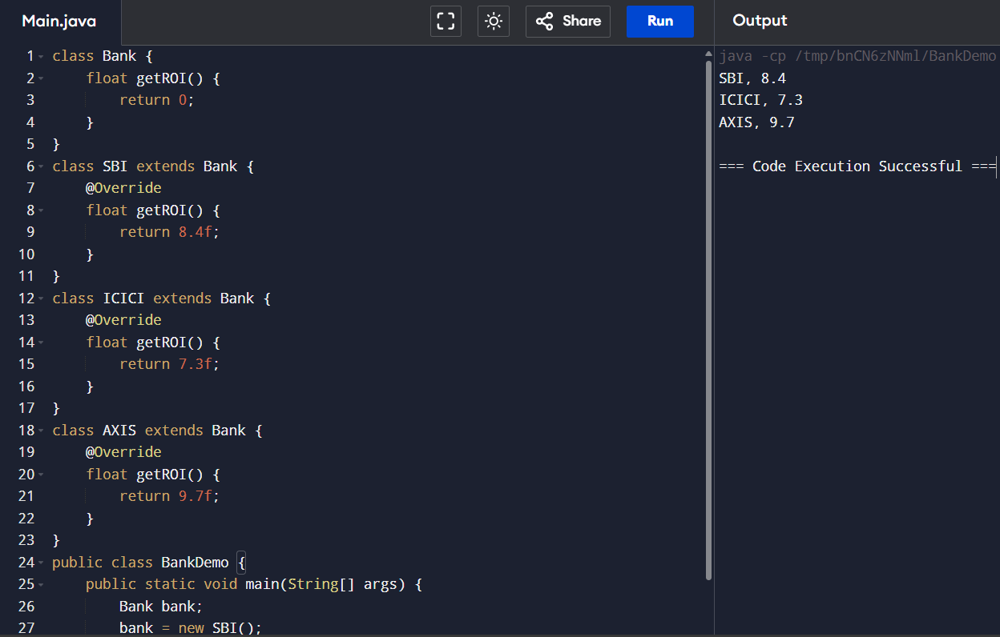 Main.java
Share
Run
Output
1 class Bank {
2     float getROI() {
3         return 0;
4     }
5 }
6 class SBI extends Bank {
7     @Override
8     float getROI() {
9         return 8.4f;
10     }
11 }
12 class ICICI extends Bank {
13     @Override
14     float getROI() {
15         return 7.3f;
16     }
17 }
18 class AXIS extends Bank {
19     @Override
20     float getROI() {
21         return 9.7f;
22     }
23 }
24 public class BankDemo {
25     public static void main(String[] args) {
26         Bank bank;
27         bank = new SBI();
java -cp /tmp/bnCN6zNNml/BankDemo
SBI, 8.4
ICICI, 7.3
AXIS, 9.7
=== Code Execution Successful ===